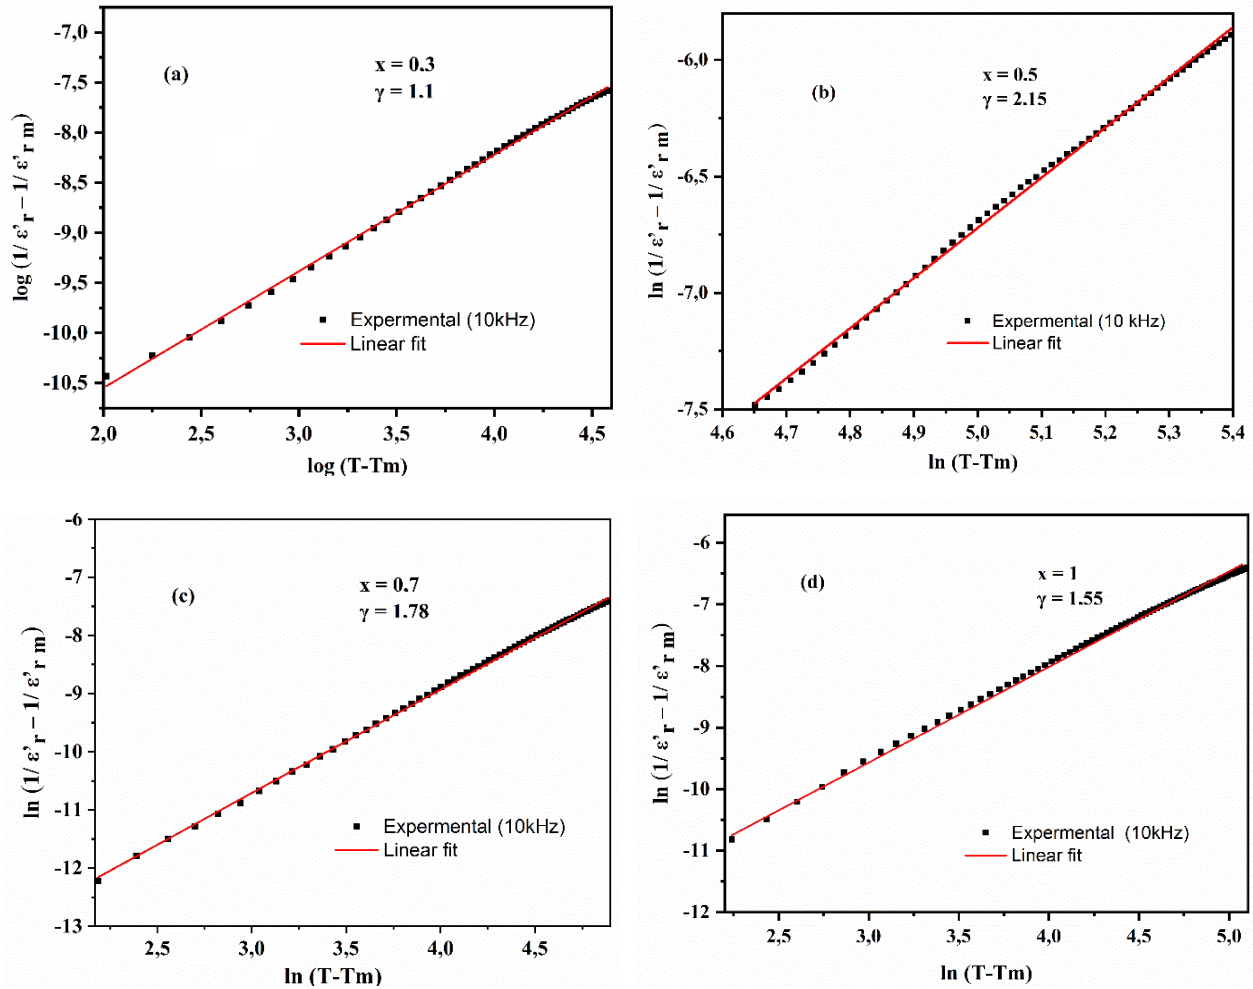 (a)
x = 0.3
γ = 1.1
log (1/ ε'r – 1/ ε'r m)
-7,0
-7,5
-8,0
-8,5
-9,0
-9,5
-10,0
-10,5
Expermental (10kHz)
Linear fit
2,0 2,5 3,0 3,5 4,0 4,5
log (T-Tm)
(b)
x = 0.5
γ = 2.15
ln (1/ ε'r – 1/ ε'r m)
-6,0
-6,5
-7,0
-7,5
Expermental (10 kHz)
Linear fit
4,6 4,7 4,8 4,9 5,0 5,1 5,2 5,3 5,4
ln (T-Tm)
(c)
x = 0.7
γ = 1.78
ln (1/ ε'r – 1/ ε'r m)
-6
-7
-8
-9
-10
-11
-12
-13
Expermental (10kHz)
Linear fit
2,5 3,0 3,5 4,0 4,5
ln (T-Tm)
(d)
x = 1
γ = 1.55
ln (1/ ε'r – 1/ ε'r m)
-6
-7
-8
-9
-10
-11
-12
Expermental (10kHz)
Linear fit
2,5 3,0 3,5 4,0 4,5 5,0
ln (T-Tm)